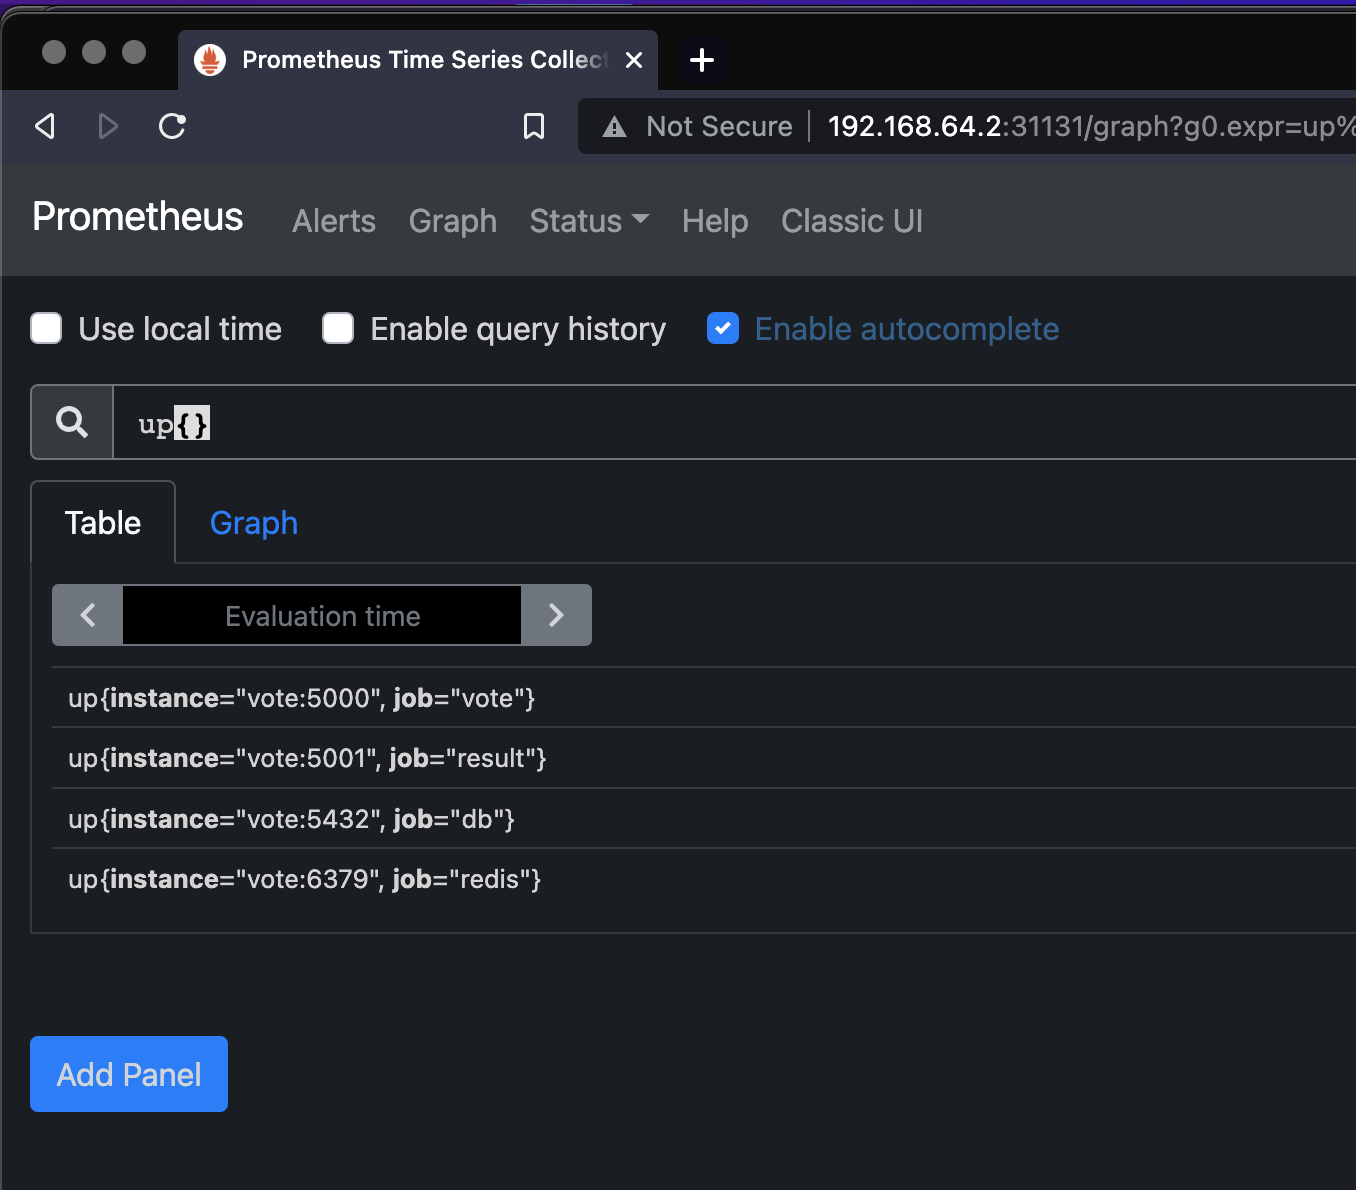 Prometheus Time Series Collect
Not Secure 192.168.64.2:31131/graph?g0.expr=up%
Prometheus Alerts Graph Status Help Classic UI
Use local time Enable query history Enable autocomplete
up{}
Table Graph
Evaluation time
up{instance="vote:5000", job="vote"}
up{instance="vote:5001", job="result"}
up{instance="vote:5432", job="db"}
up{instance="vote:6379", job="redis"}
Add Panel